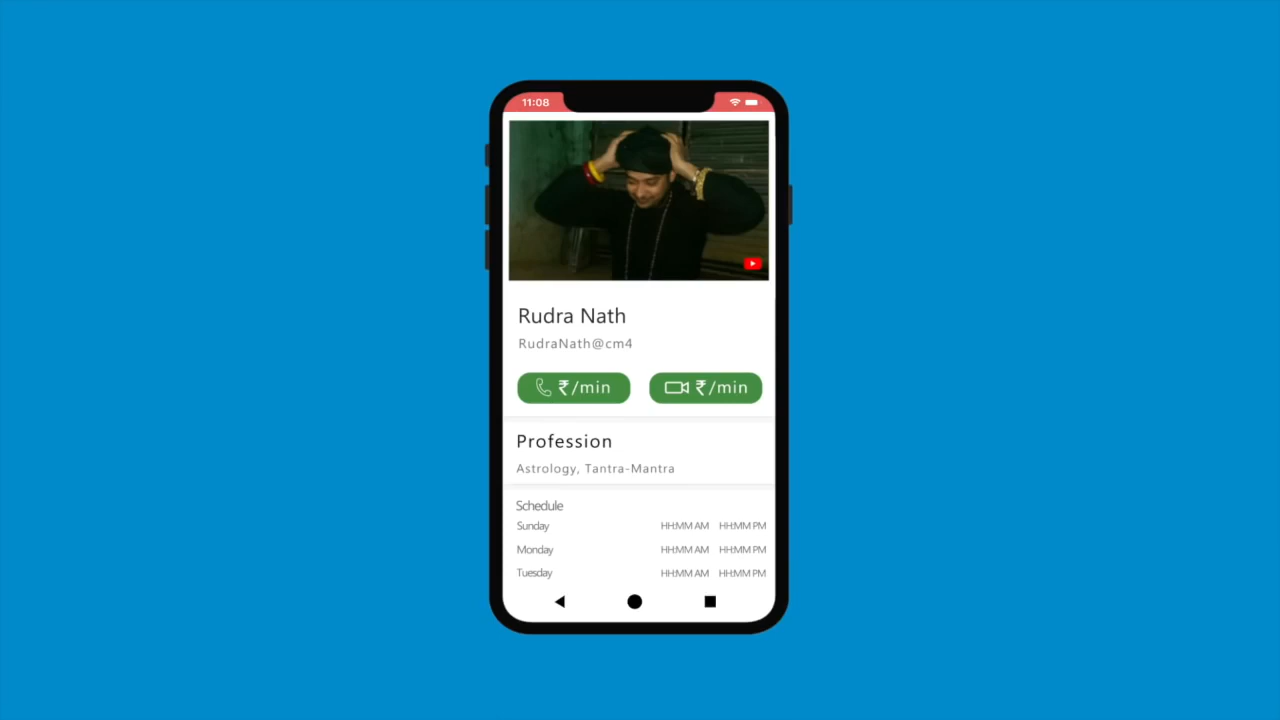 11:08
Rudra Nath
RudraNath@cm4
₹/min ₹/min
Profession
Astrology, Tantra-Mantra
Schedule
Sunday HH:MM AM HH:MM PM
Monday HH:MM AM HH:MM PM
Tuesday HH:MM AM HH:MM PM